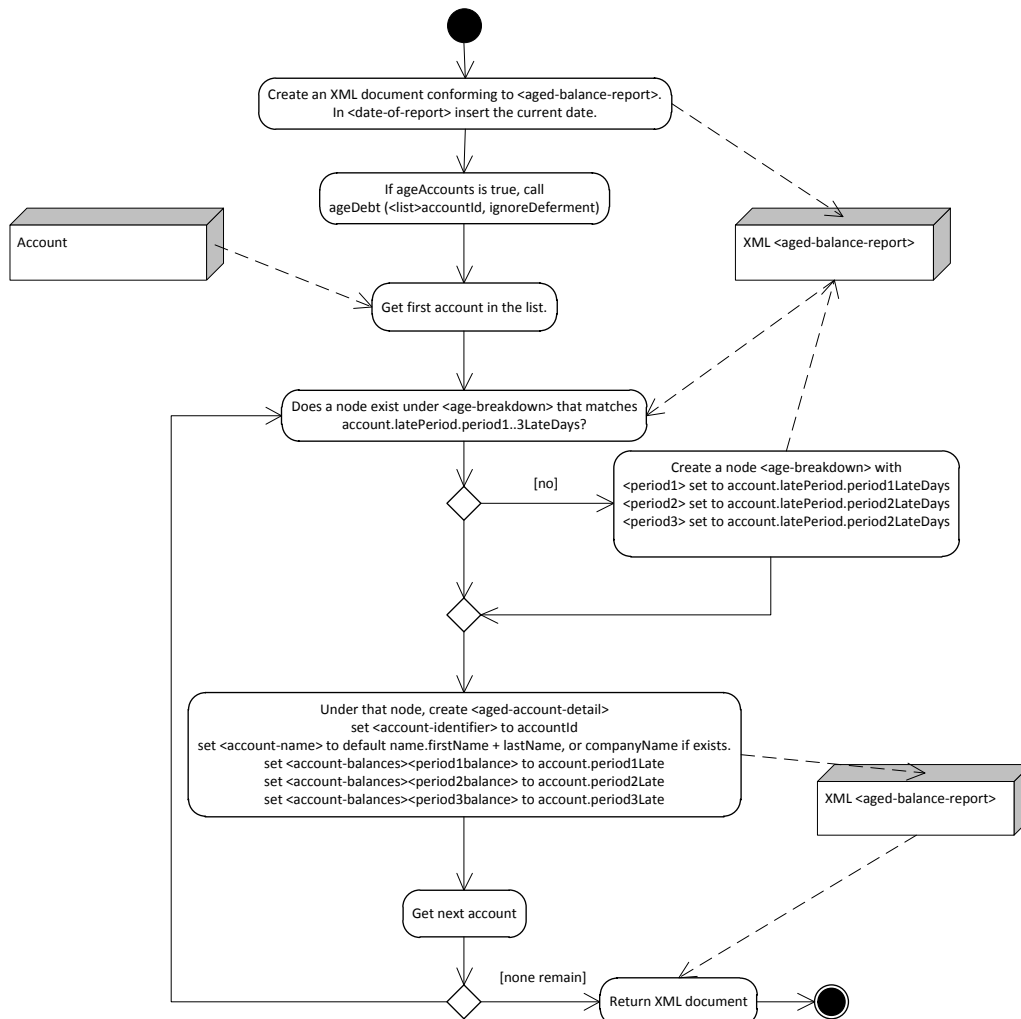 Create an XML document conforming to <aged-balance-report>.
In <date-of-report> insert the current date.
If ageAccounts is true, call
ageDebt (<list>accountId, ignoreDeferment)
Account
XML <aged-balance-report>
Get first account in the list.
Does a node exist under <age-breakdown> that matches
account.latePeriod.period1..3LateDays?
[no]
Create a node <age-breakdown> with
<period1> set to account.latePeriod.period1LateDays
<period2> set to account.latePeriod.period2LateDays
<period3> set to account.latePeriod.period2LateDays
Under that node, create <aged-account-detail>
set <account-identifier> to accountId
set <account-name> to default name.firstName + lastName, or companyName if exists.
set <account-balances><period1balance> to account.period1Late
set <account-balances><period2balance> to account.period2Late
set <account-balances><period3balance> to account.period3Late
XML <aged-balance-report>
Get next account
[none remain]
Return XML document